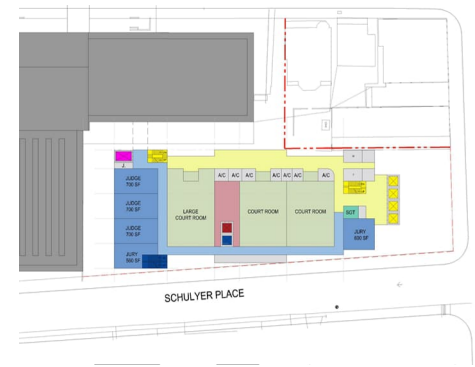 A/C A/C A/C A/C A/C A/C A/C
JUDGE
700 SF
JUDGE
700 SF
JUDGE
700 SF
JURY
500 SF
LARGE
COURT ROOM
COURT ROOM
COURT ROOM
JURY
600 SF
SCHULYER PLACE